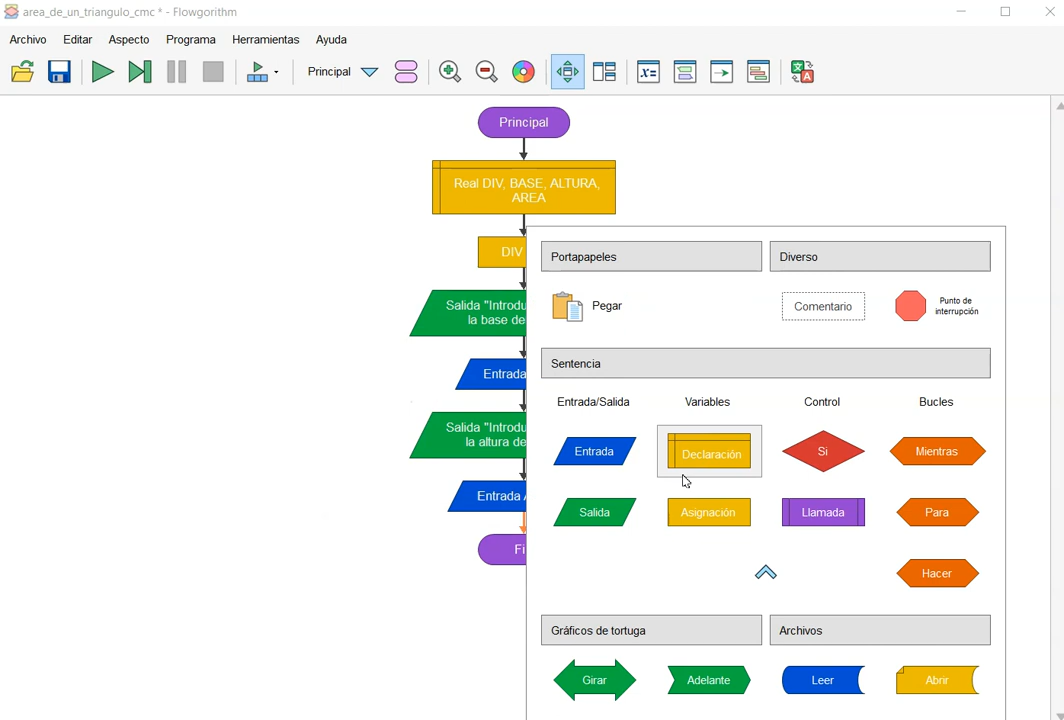 area_de_un_triangulo_cmc * - Flowgorithm
Archivo Editar Aspecto Programa Herramientas Ayuda
Principal
Principal
Real DIV, BASE, ALTURA,
AREA
DIV
Salida "Introdu
la base de
Entrada
Salida "Introdu
la altura de
Entrada A
Fi
Portapapeles
Diverso
Pegar
Comentario
Punto de
interrupción
Sentencia
Entrada/Salida
Variables
Control
Bucles
Entrada
Declaración
Si
Mientras
Salida
Asignación
Llamada
Para
Hacer
Gráficos de tortuga
Archivos
Girar
Adelante
Leer
Abrir